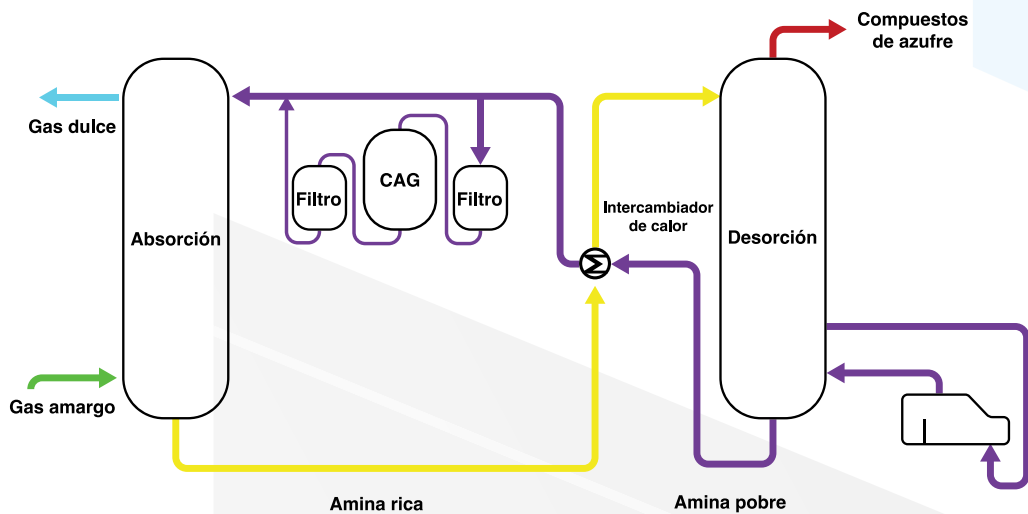 Compuestos
de azufre
Gas dulce
Filtro
CAG
Filtro
Absorción
Intercambiador
de calor
Desorción
Gas amargo
Amina rica
Amina pobre